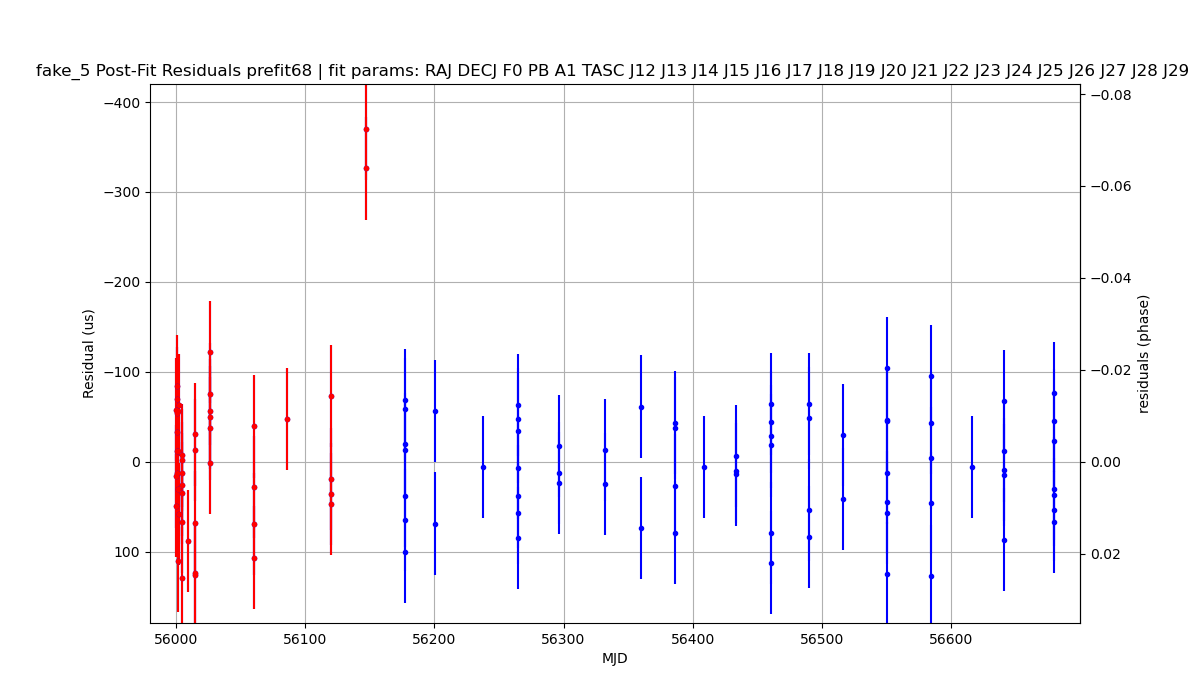 fake_5 Post-Fit Residuals prefit68 | fit params: RAJ DECJ F0 PB A1 TASC J12 J13 J14 J15 J16 J17 J18 J19 J20 J21 J22 J23 J24 J25 J26 J27 J28 J29
−400
−300
−200
−100
0
100
Residual (us)
−0.08
−0.06
−0.04
−0.02
0.00
0.02
residuals (phase)
56000 56100 56200 56300 56400 56500 56600
MJD